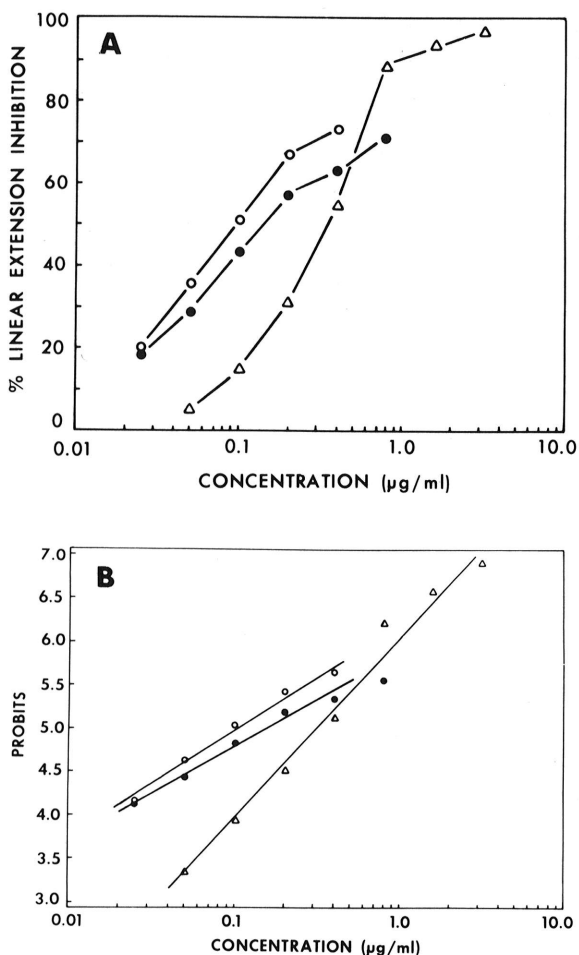 A
% LINEAR EXTENSION INHIBITION
100
80
60
40
20
0
0.01 0.1 1.0 10.0
CONCENTRATION (µg/ml)
B
PROBITS
7.0
6.5
6.0
5.5
5.0
4.5
4.0
3.5
3.0
0.01 0.1 1.0 10.0
CONCENTRATION (µg/ml)